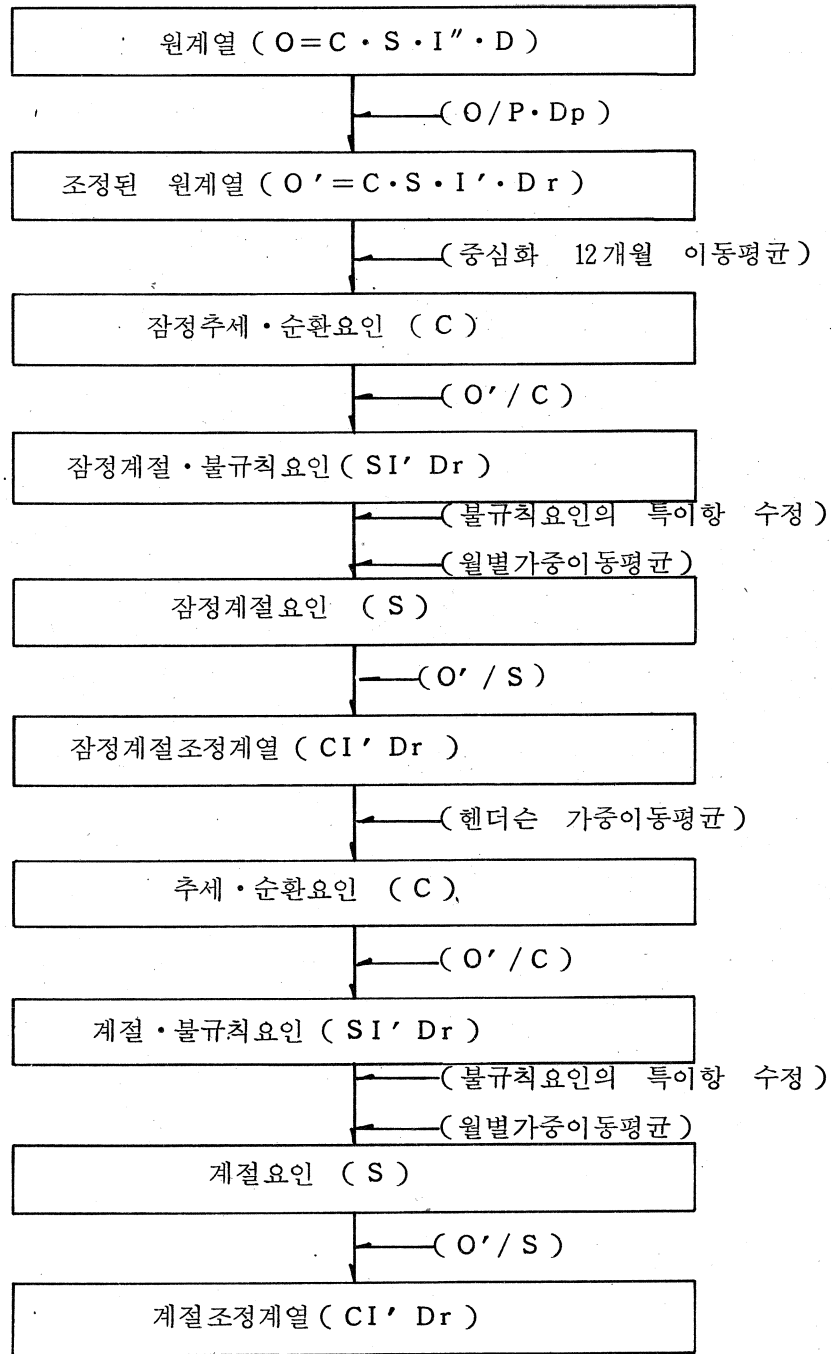 원계열 ( O=C · S · I″ · D )
( O/P · Dp )
조정된 원계열 ( O′=C · S · I′ · Dr )
(중심화 12개월 이동평균)
잠정추세 · 순환요인 ( C )
( O′/ C )
잠정계절 · 불규칙요인 ( SI′ Dr )
(불규칙요인의 특이항 수정)
(월별가중이동평균)
잠정계절요인 ( S )
( O′ / S )
잠정계절조정계열 ( CI′ Dr )
(헨더슨 가중이동평균)
추세 · 순환요인 ( C )
( O′ / C )
계절 · 불규칙요인 ( SI′ Dr )
(불규칙요인의 특이항 수정)
(월별가중이동평균)
계절요인 ( S )
( O′/ S )
계절조정계열 ( CI′ Dr )